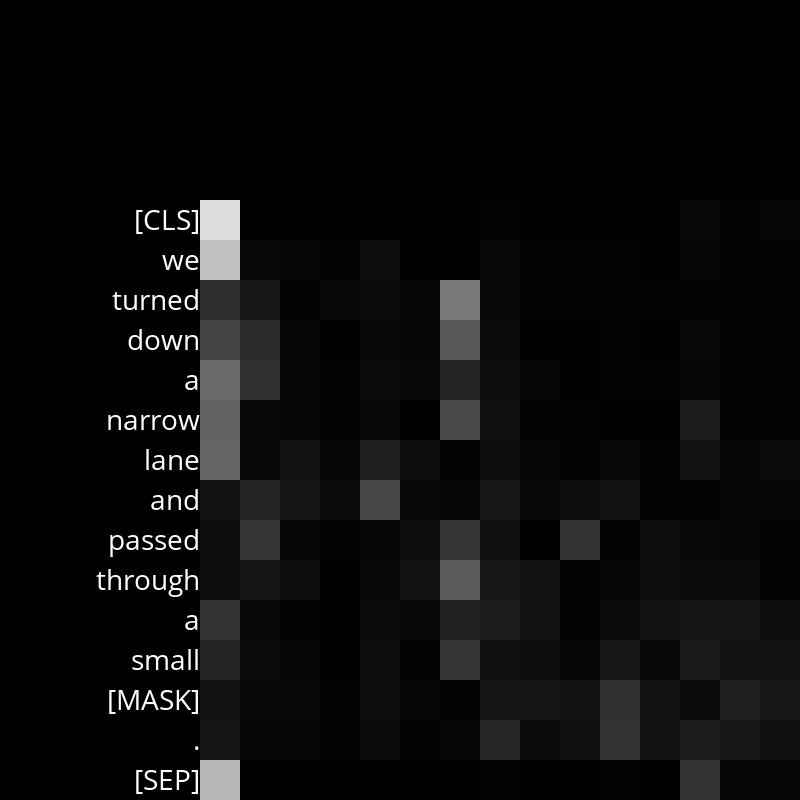 [CLS]
we
turned
down
a
narrow
lane
and
passed
through
a
small
[MASK]
.
[SEP]